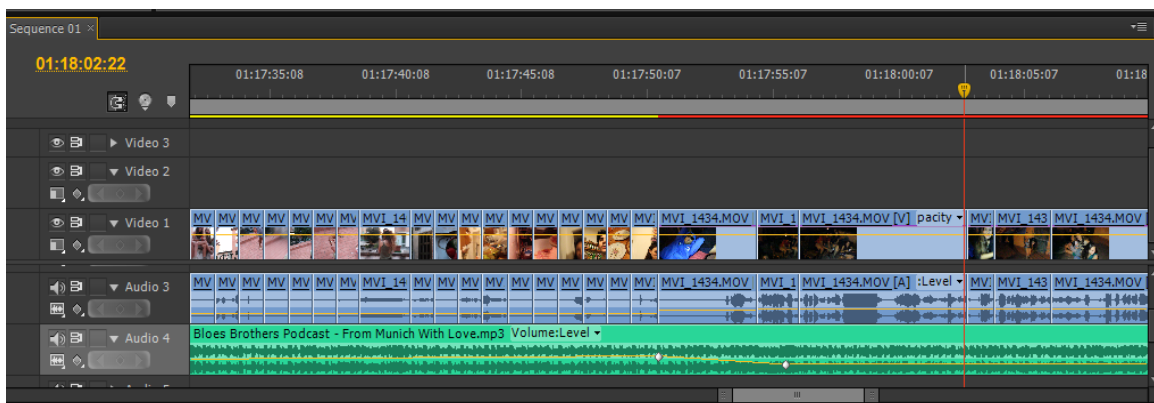 Sequence 01 ×
01:18:02:22
01:17:35:08 01:17:40:08 01:17:45:08 01:17:50:07 01:17:55:07 01:18:00:07 01:18:05:07 01:18
Video 3
Video 2
Video 1
MV MV MV MV MV MV MV MVI_14 MV MV MV MV MV MV MV MV MV MV MVI_1434.MOV MVI_1 MVI_1434.MOV [V] pacity MV MVI_143 MVI_1434.MOV [
Audio 3
MV MV MV MV MV MV MV MVI_14 MV MV MV MV MV MV MV MV MV MV MVI_1434.MOV MVI_1 MVI_1434.MOV [A] :Level MV MVI_143 MVI_1434.MOV [
Audio 4
Bloes Brothers Podcast - From Munich With Love.mp3 Volume:Level